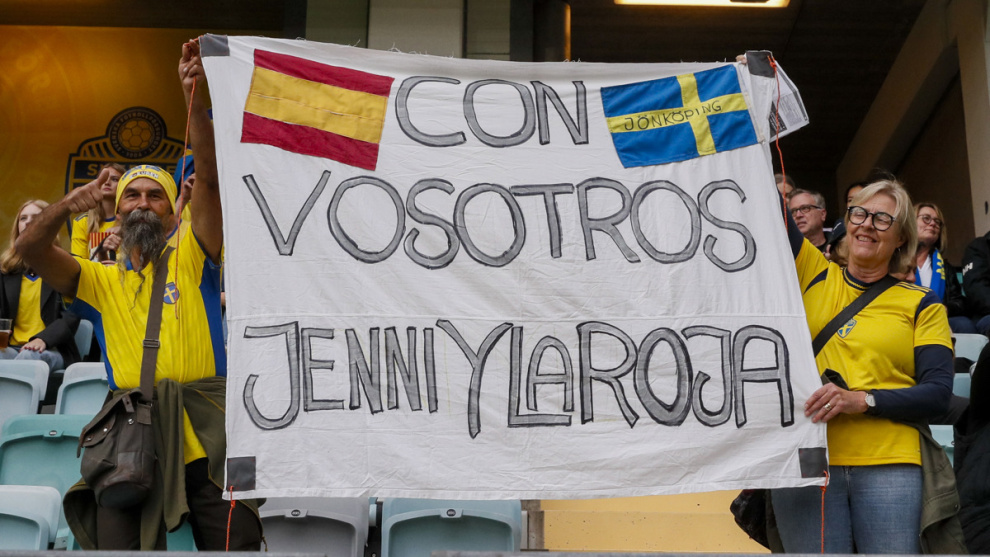 CON
JÖNKÖPING
VOSOTROS
JENNI Y LA ROJA